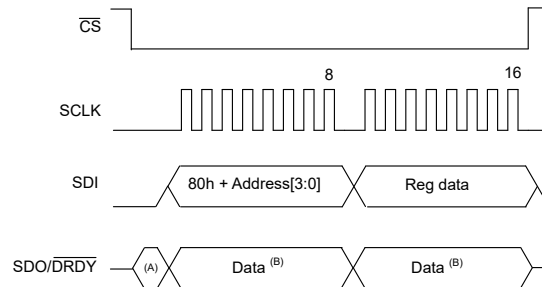 CS
8 16
SCLK
SDI 80h + Address[3:0] Reg data
SDO/DRDY (A) Data (B) Data (B)